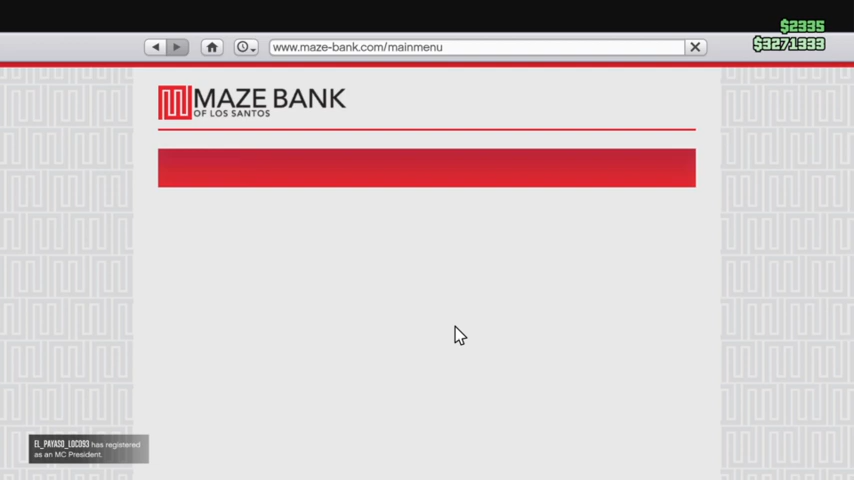 $2335
$3271333
www.maze-bank.com/mainmenu
MAZE BANK
OF LOS SANTOS
EL_PAYASO_LOCO93 has registered
as an MC President.